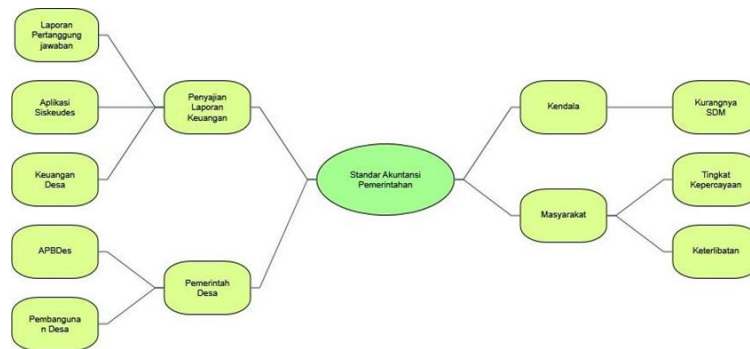 Laporan
Pertanggung
jawaban
Aplikasi
Siskeudes
Keuangan
Desa
Penyajian
Laporan
Keuangan
APBDes
Pembanguna
n Desa
Pemerintah
Desa
Standar Akuntansi
Pemerintahan
Kendala
Kurangnya
SDM
Masyarakat
Tingkat
Kepercayaan
Keterlibatan